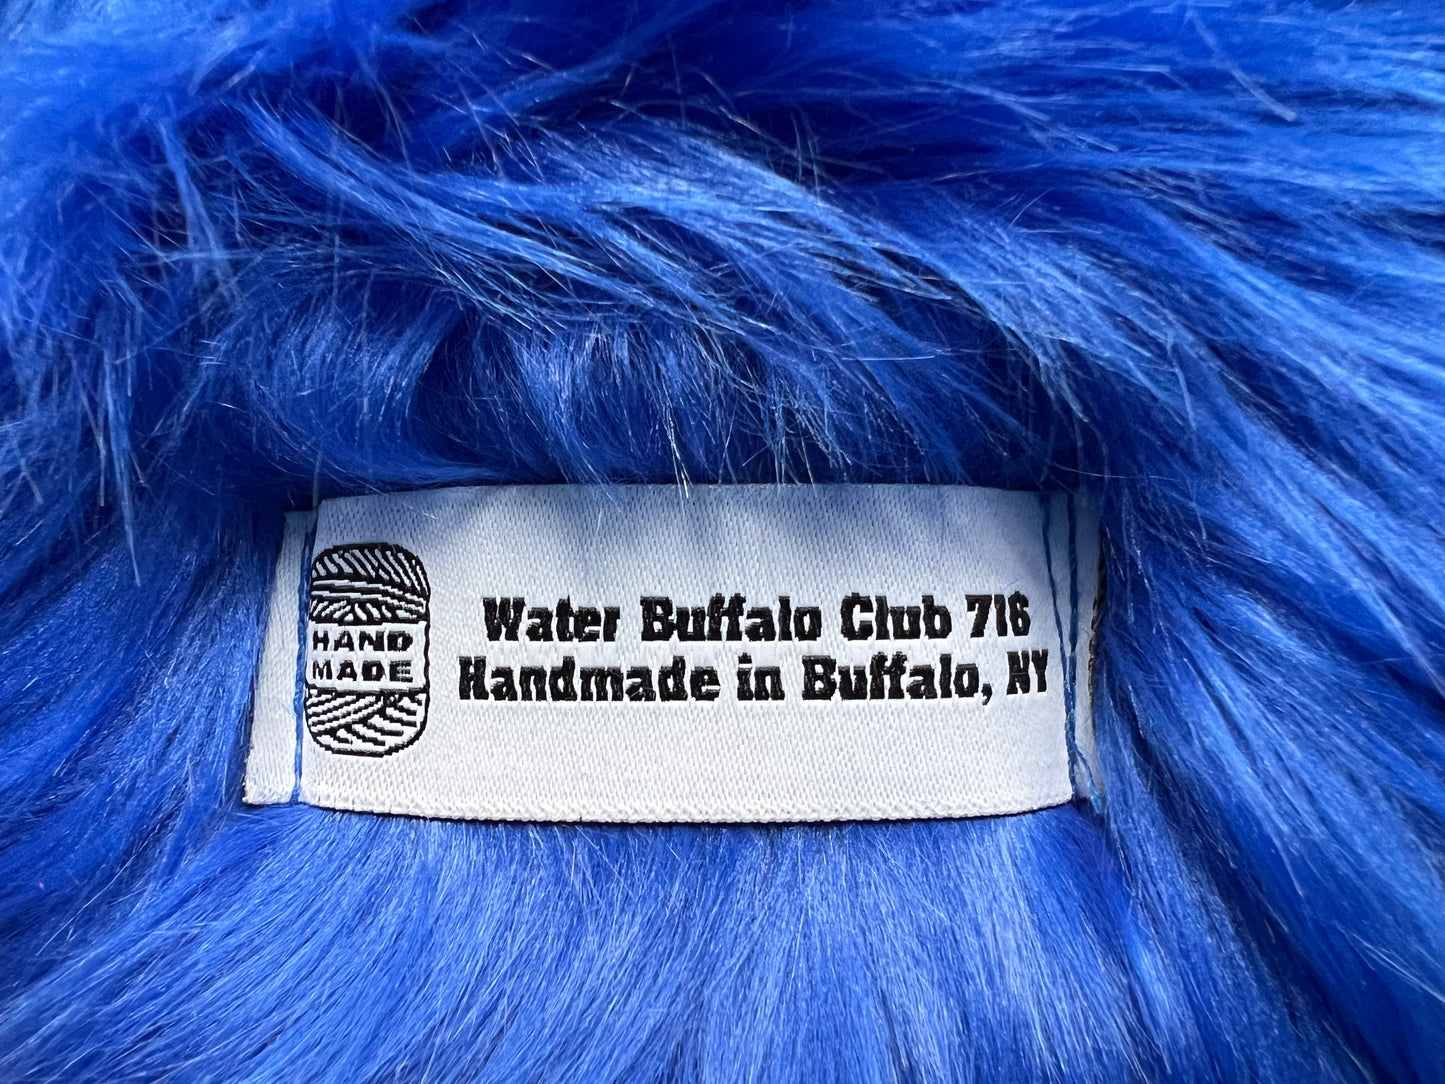 HAND
MADE
Water Buffalo Club 716
Handmade in Buffalo, NY